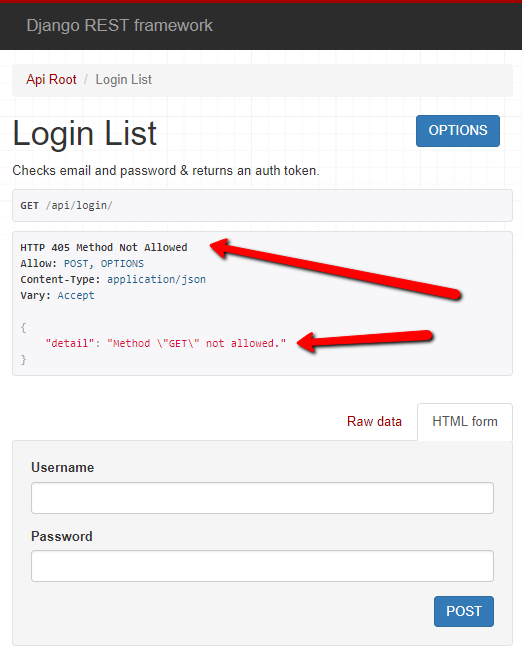 Django REST framework
Api Root / Login List
Login List
OPTIONS
Checks email and password & returns an auth token.
GET /api/login/
HTTP 405 Method Not Allowed
Allow: POST, OPTIONS
Content-Type: application/json
Vary: Accept
{
    "detail": "Method \"GET\" not allowed."
}
Raw data
HTML form
Username
Password
POST